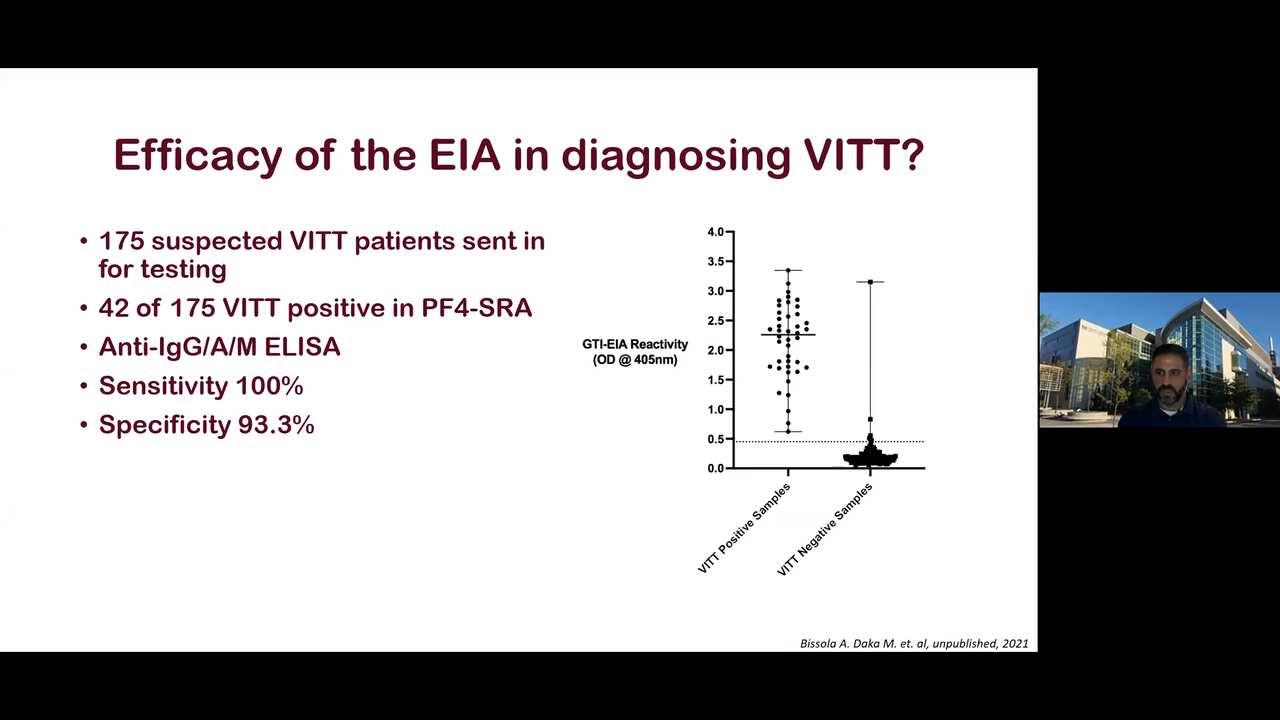 Efficacy of the EIA in diagnosing VITT?
• 175 suspected VITT patients sent in
for testing
• 42 of 175 VITT positive in PF4-SRA
• Anti-IgG/A/M ELISA
• Sensitivity 100%
• Specificity 93.3%
GTI-EIA Reactivity
(OD @ 405nm)
4.0
3.5
3.0
2.5
2.0
1.5
1.0
0.5
0.0
VITT Positive Samples
VITT Negative Samples
Bissola A. Daka M. et. al, unpublished, 2021